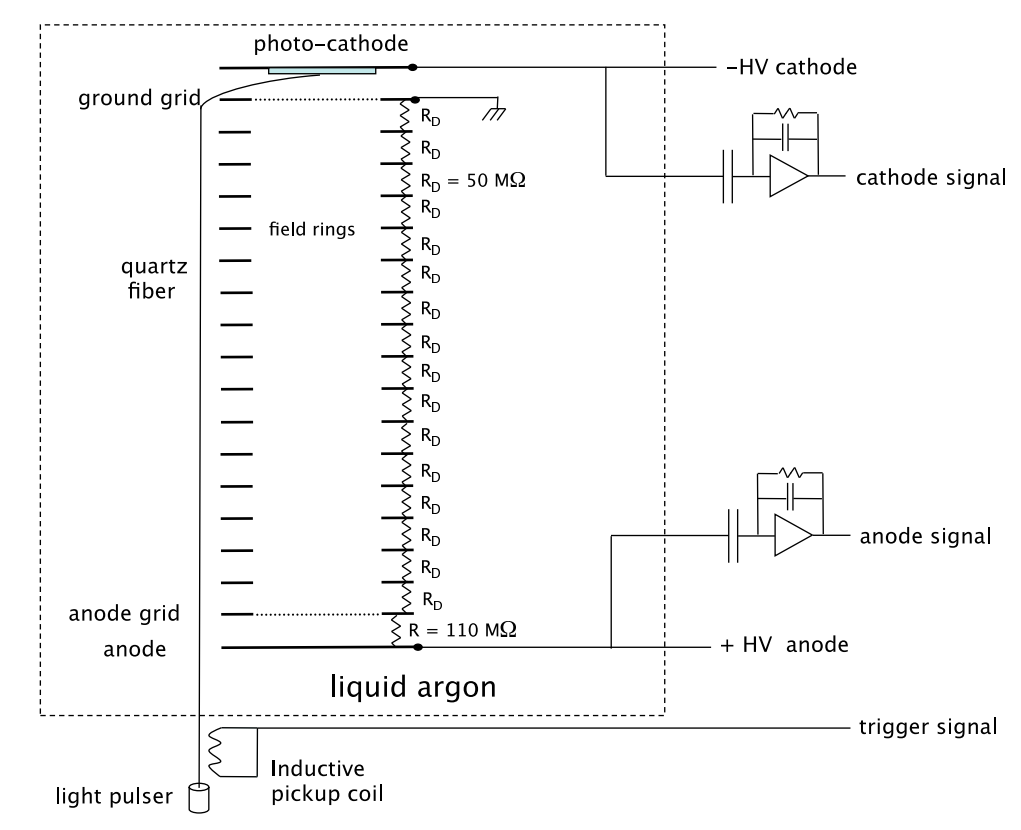 photo-cathode
−HV cathode
ground grid
R_D
R_D
R_D = 50 MΩ
cathode signal
R_D
field rings
R_D
quartz
fiber
R_D
R_D
R_D
R_D
R_D
R_D
R_D
R_D
R_D
anode signal
R_D
R_D
anode grid
R = 110 MΩ
anode
+ HV anode
liquid argon
trigger signal
Inductive
pickup coil
light pulser